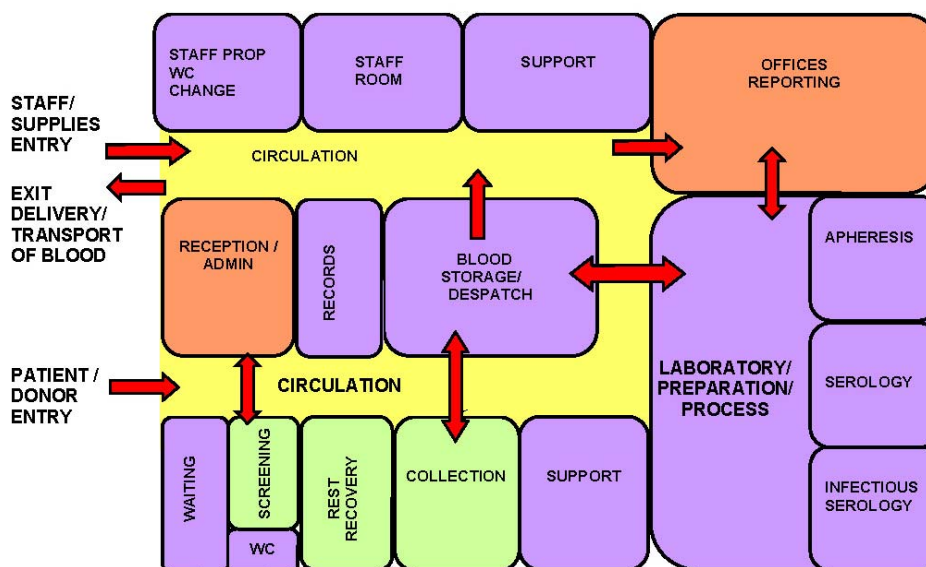 STAFF PROP
WC
CHANGE
STAFF
ROOM
SUPPORT
OFFICES
REPORTING
STAFF/
SUPPLIES
ENTRY
CIRCULATION
EXIT
DELIVERY/
TRANSPORT
OF BLOOD
RECEPTION /
ADMIN
RECORDS
BLOOD
STORAGE/
DESPATCH
APHERESIS
PATIENT /
DONOR
ENTRY
CIRCULATION
LABORATORY/
PREPARATION/
PROCESS
SEROLOGY
WAITING
SCREENING
WC
REST
RECOVERY
COLLECTION
SUPPORT
INFECTIOUS
SEROLOGY